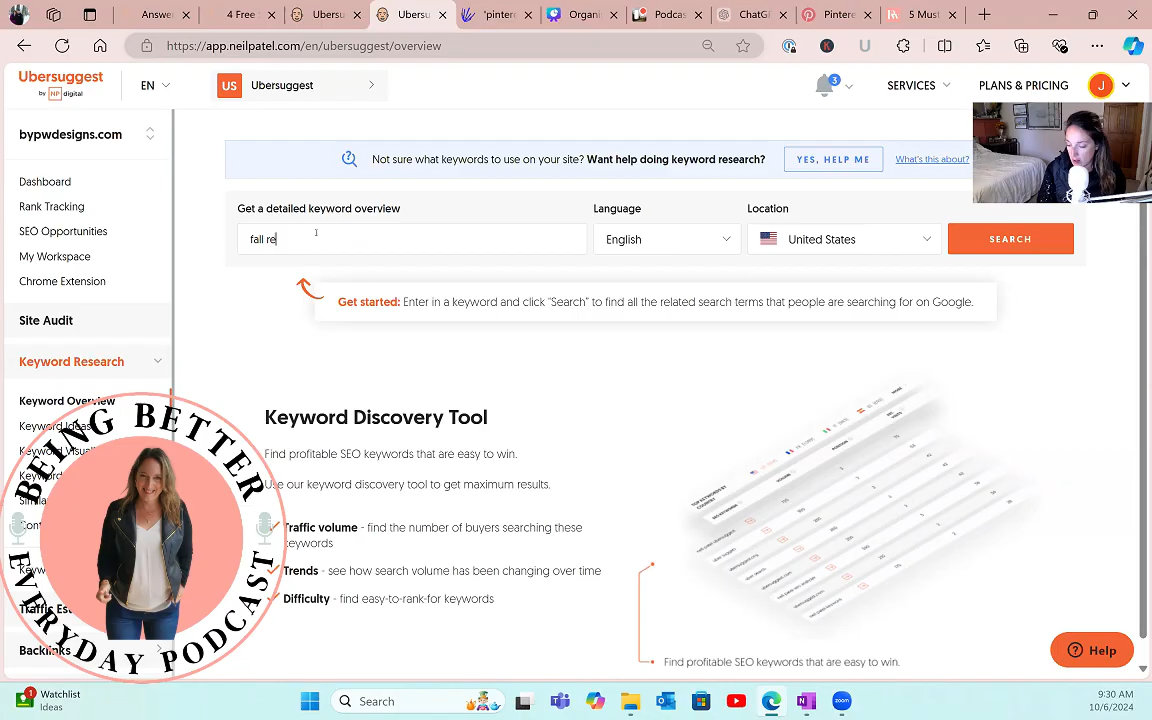 Answer
4 Free
Ubersu
Ubersu
"pinter
Organi
Podcas
ChatG
Pintere
5 Must
https://app.neilpatel.com/en/ubersuggest/overview
Ubersuggest
by NP digital
EN
US Ubersuggest
3
SERVICES
PLANS & PRICING
J
bypwdesigns.com
Dashboard
Rank Tracking
SEO Opportunities
My Workspace
Chrome Extension
Site Audit
Keyword Research
Keyword Overview
Keyword Ideas
Keyword Visual
Backlinks
Not sure what keywords to use on your site? Want help doing keyword research?
YES, HELP ME
What's this about?
Get a detailed keyword overview
Language
Location
fall re
English
United States
SEARCH
Get started: Enter in a keyword and click "Search" to find all the related search terms that people are searching for on Google.
Keyword Discovery Tool
Find profitable SEO keywords that are easy to win.
Use our keyword discovery tool to get maximum results.
Traffic volume - find the number of buyers searching these
keywords
Trends - see how search volume has been changing over time
Difficulty - find easy-to-rank-for keywords
Find profitable SEO keywords that are easy to win.
Help
BEING BETTER
EVERYDAY PODCAST
1
Watchlist
Ideas
Search
zoom
9:30 AM
10/6/2024